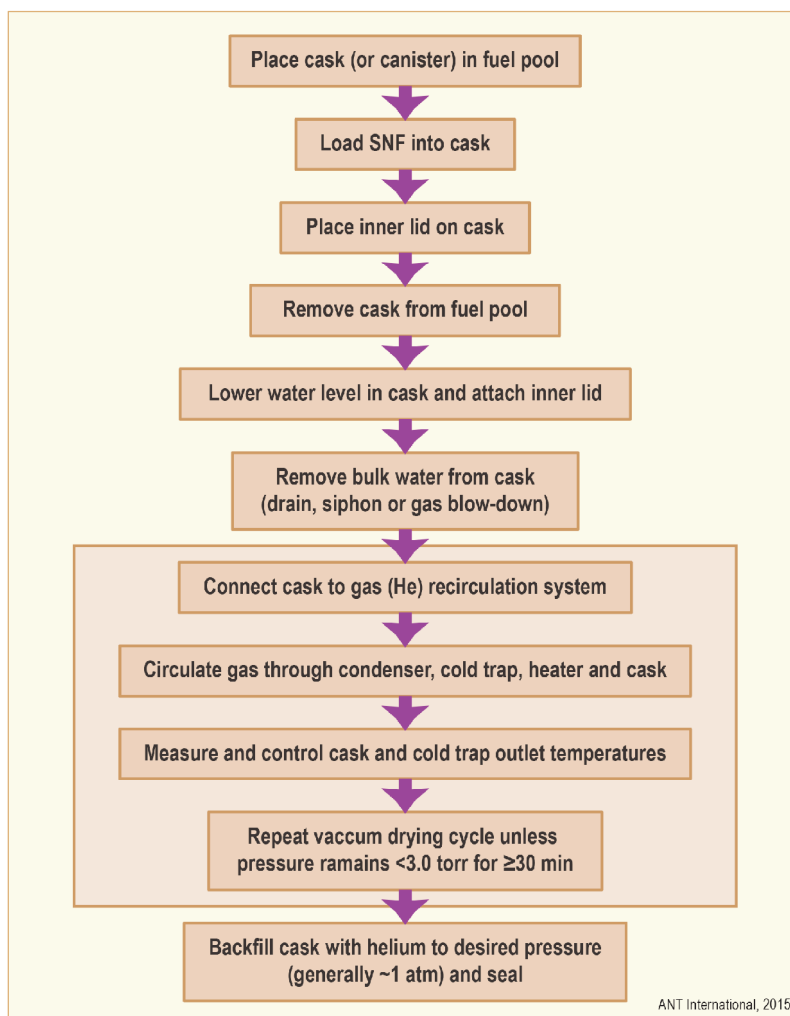 Place cask (or canister) in fuel pool
Load SNF into cask
Place inner lid on cask
Remove cask from fuel pool
Lower water level in cask and attach inner lid
Remove bulk water from cask
(drain, siphon or gas blow-down)
Connect cask to gas (He) recirculation system
Circulate gas through condenser, cold trap, heater and cask
Measure and control cask and cold trap outlet temperatures
Repeat vaccum drying cycle unless
pressure ramains <3.0 torr for ≥30 min
Backfill cask with helium to desired pressure
(generally ~1 atm) and seal
ANT International, 2015